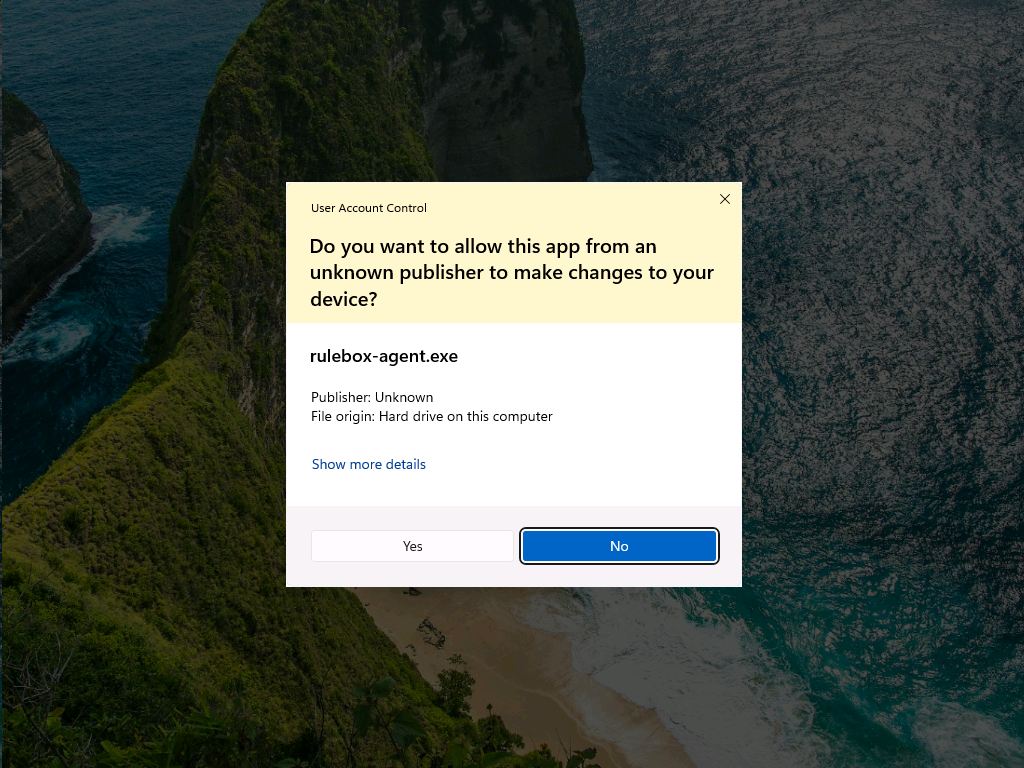 User Account Control
Do you want to allow this app from an
unknown publisher to make changes to your
device?
rulebox-agent.exe
Publisher: Unknown
File origin: Hard drive on this computer
Show more details
Yes
No